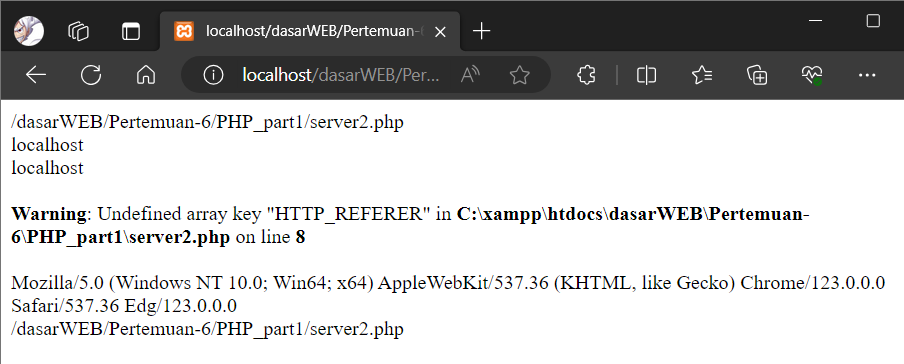 localhost/dasarWEB/Pertemuan-6
localhost/dasarWEB/Per...
/dasarWEB/Pertemuan-6/PHP_part1/server2.php
localhost
localhost
Warning: Undefined array key "HTTP_REFERER" in C:\xampp\htdocs\dasarWEB\Pertemuan-
6\PHP_part1\server2.php on line 8
Mozilla/5.0 (Windows NT 10.0; Win64; x64) AppleWebKit/537.36 (KHTML, like Gecko) Chrome/123.0.0.0
Safari/537.36 Edg/123.0.0.0
/dasarWEB/Pertemuan-6/PHP_part1/server2.php